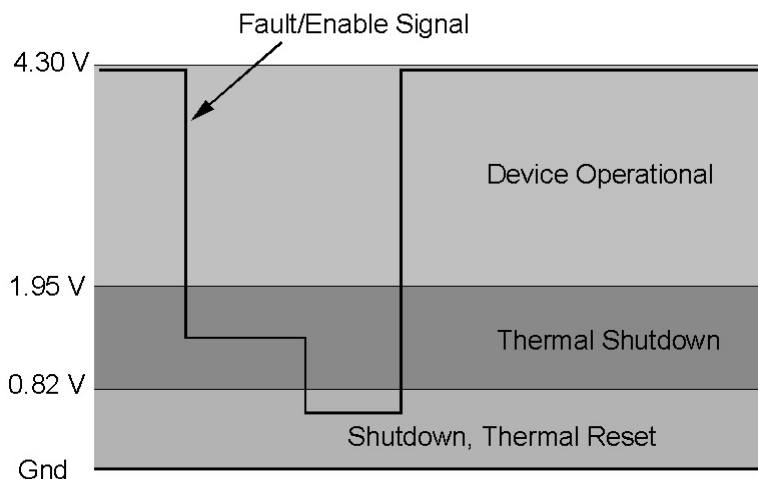 Fault/Enable Signal
4.30 V
Device Operational
1.95 V
Thermal Shutdown
0.82 V
Shutdown, Thermal Reset
Gnd